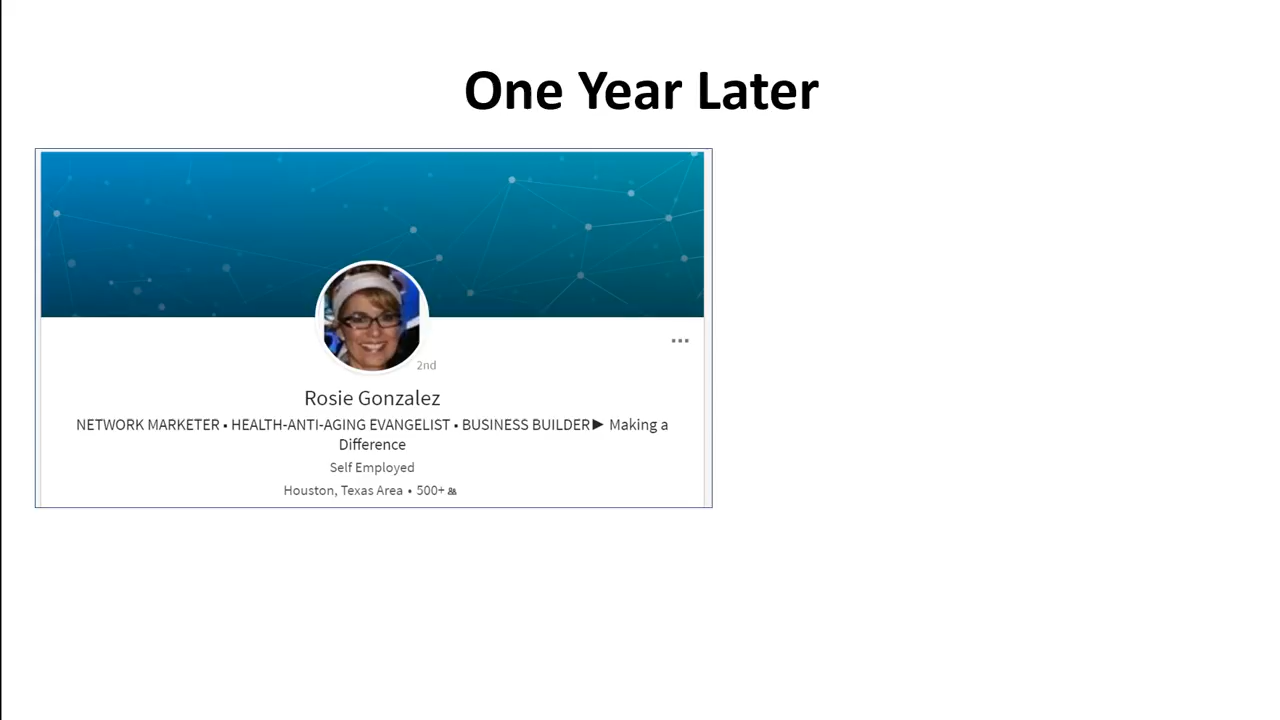 One Year Later
2nd
Rosie Gonzalez
NETWORK MARKETER • HEALTH-ANTI-AGING EVANGELIST • BUSINESS BUILDER► Making a
Difference
Self Employed
Houston, Texas Area • 500+